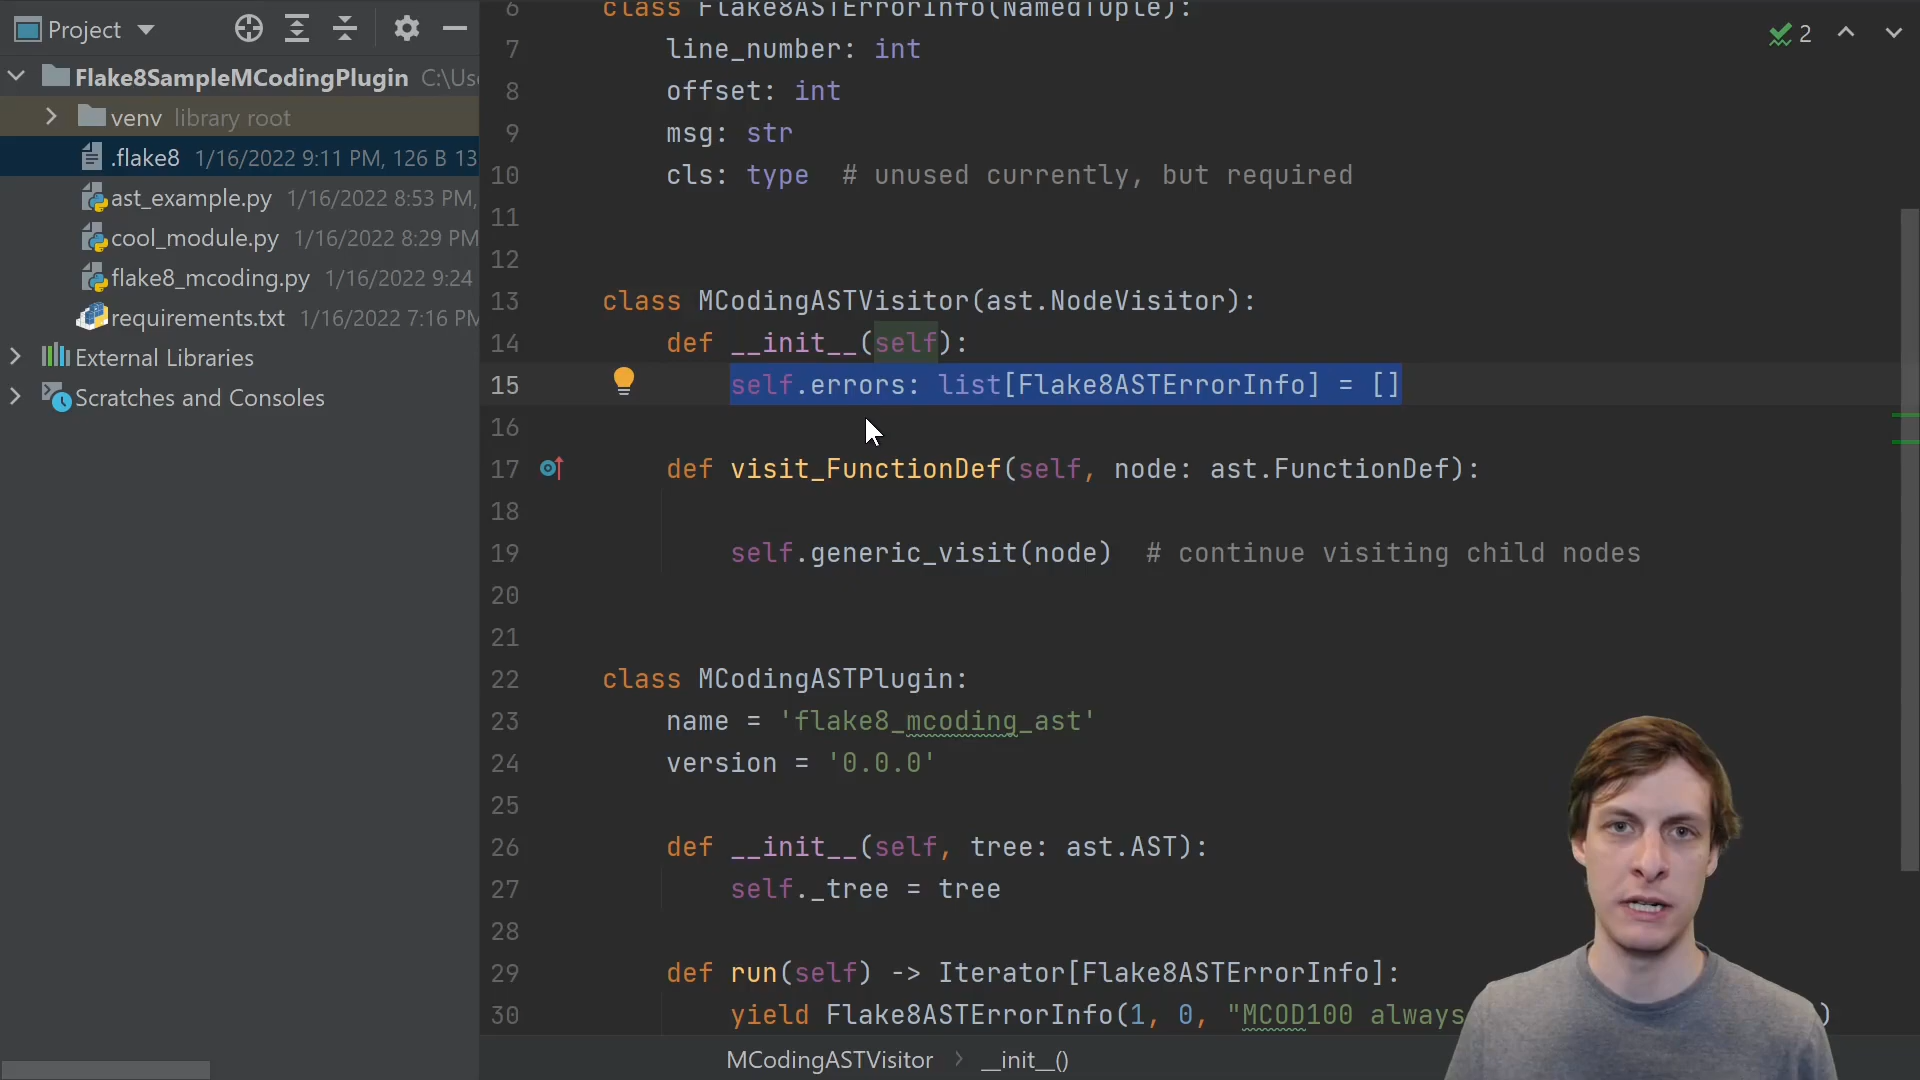 Project
Flake8SampleMCodingPlugin C:\Use
venv library root
.flake8 1/16/2022 9:11 PM, 126 B 13
ast_example.py 1/16/2022 8:53 PM,
cool_module.py 1/16/2022 8:29 PM
flake8_mcoding.py 1/16/2022 9:24
requirements.txt 1/16/2022 7:16 PM
External Libraries
Scratches and Consoles
2
6 class Flake8ASTErrorInfo(NamedTuple):
7 line_number: int
8 offset: int
9 msg: str
10 cls: type # unused currently, but required
11
12
13 class MCodingASTVisitor(ast.NodeVisitor):
14 def __init__(self):
15 self.errors: list[Flake8ASTErrorInfo] = []
16
17 def visit_FunctionDef(self, node: ast.FunctionDef):
18
19 self.generic_visit(node) # continue visiting child nodes
20
21
22 class MCodingASTPlugin:
23 name = 'flake8_mcoding_ast'
24 version = '0.0.0'
25
26 def __init__(self, tree: ast.AST):
27 self._tree = tree
28
29 def run(self) -> Iterator[Flake8ASTErrorInfo]:
30 yield Flake8ASTErrorInfo(1, 0, "MCOD100 always )
MCodingASTVisitor > __init__()